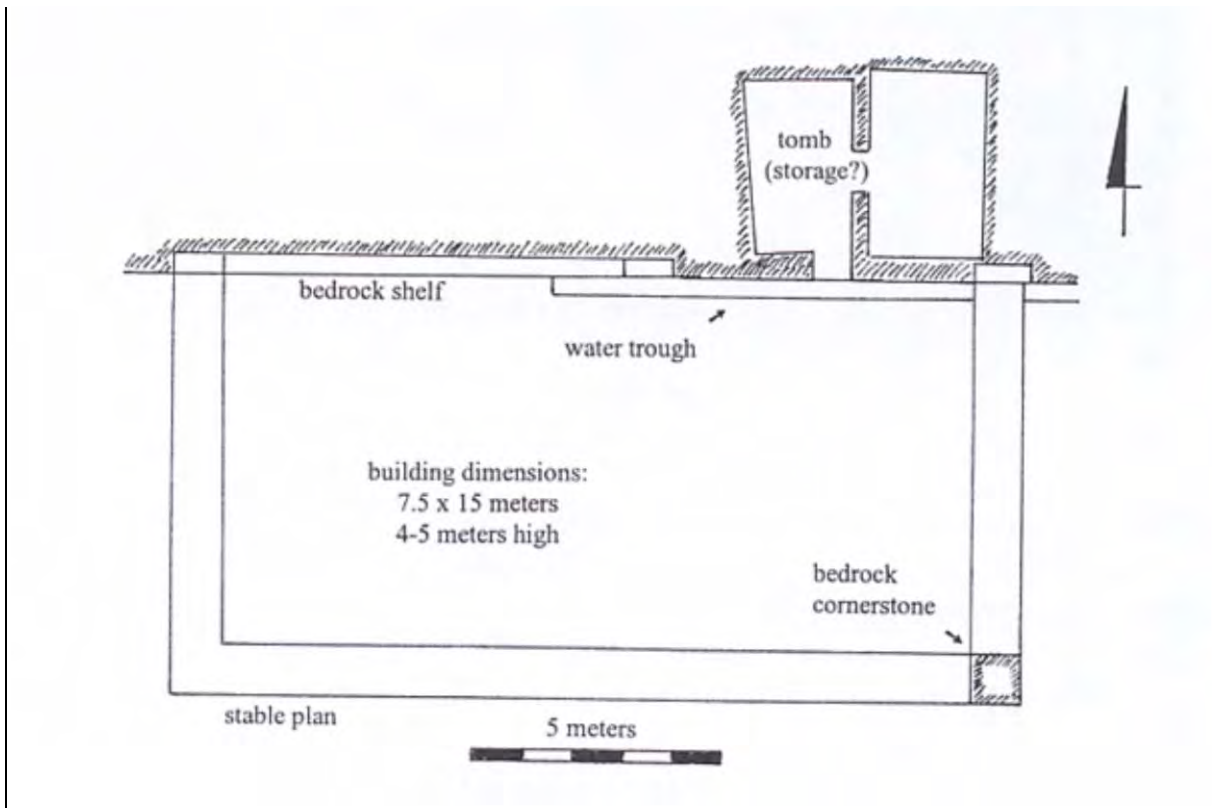 tomb
(storage?)
bedrock shelf
water trough
building dimensions:
7.5 x 15 meters
4-5 meters high
bedrock
cornerstone
stable plan
5 meters